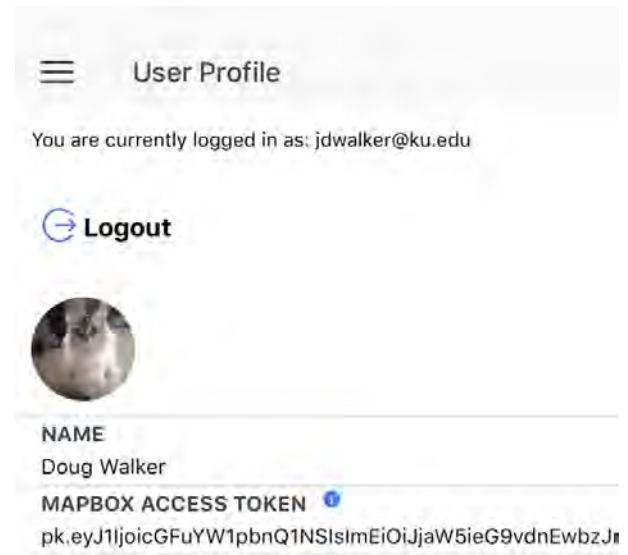 User Profile
You are currently logged in as: jdwalker@ku.edu
Logout
NAME
Doug Walker
MAPBOX ACCESS TOKEN
pk.eyJ1IjoicGFuYW1pbnQ1NSIsImEiOiJjaW5ieG9vdnEwbzJm